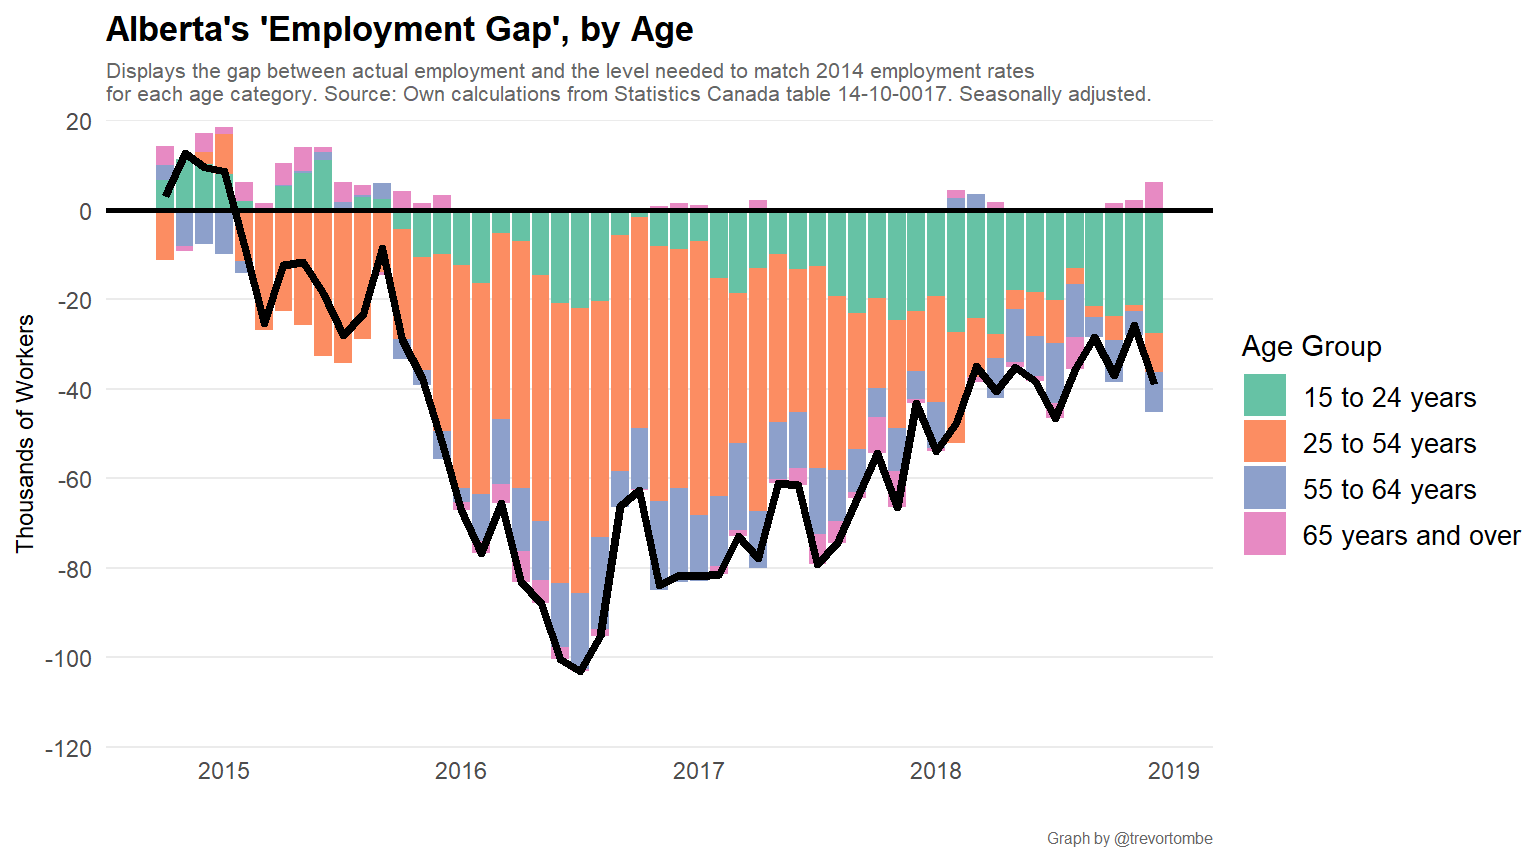 Alberta's 'Employment Gap', by Age
Displays the gap between actual employment and the level needed to match 2014 employment rates
for each age category. Source: Own calculations from Statistics Canada table 14-10-0017. Seasonally adjusted.
Thousands of Workers
20
0
-20
-40
-60
-80
-100
-120
2015
2016
2017
2018
2019
Age Group
15 to 24 years
25 to 54 years
55 to 64 years
65 years and over
Graph by @trevortombe